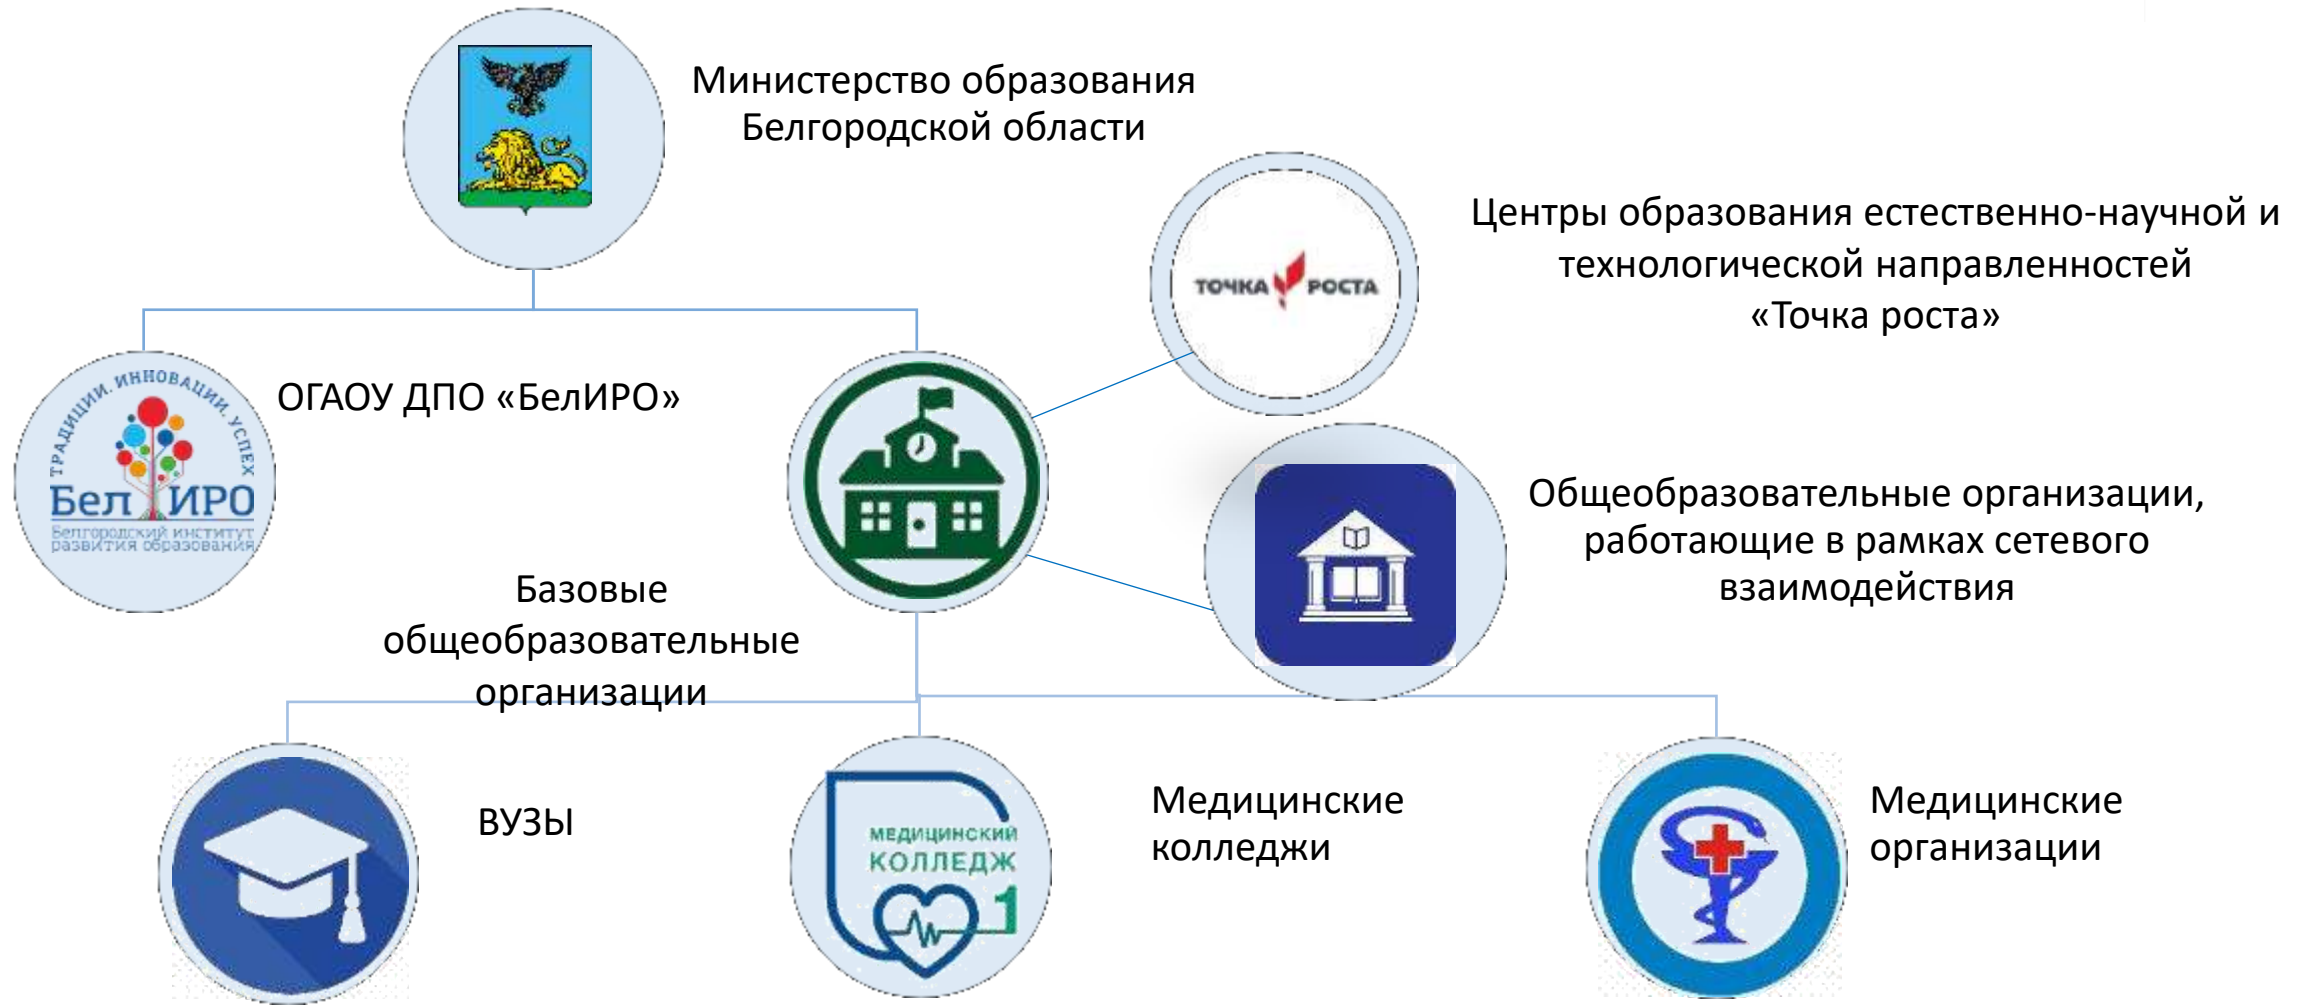 Министерство образования
Белгородской области
Центры образования естественно-научной и
технологической направленностей
«Точка роста»
ТОЧКА РОСТА
ТРАДИЦИИ. ИННОВАЦИИ. УСПЕХ
Бел ИРО
Белгородский институт
развития образования
ОГАОУ ДПО «БелИРО»
Общеобразовательные организации,
работающие в рамках сетевого
взаимодействия
Базовые
общеобразовательные
организации
ВУЗЫ
МЕДИЦИНСКИЙ
КОЛЛЕДЖ
1
Медицинские
колледжи
Медицинские
организации